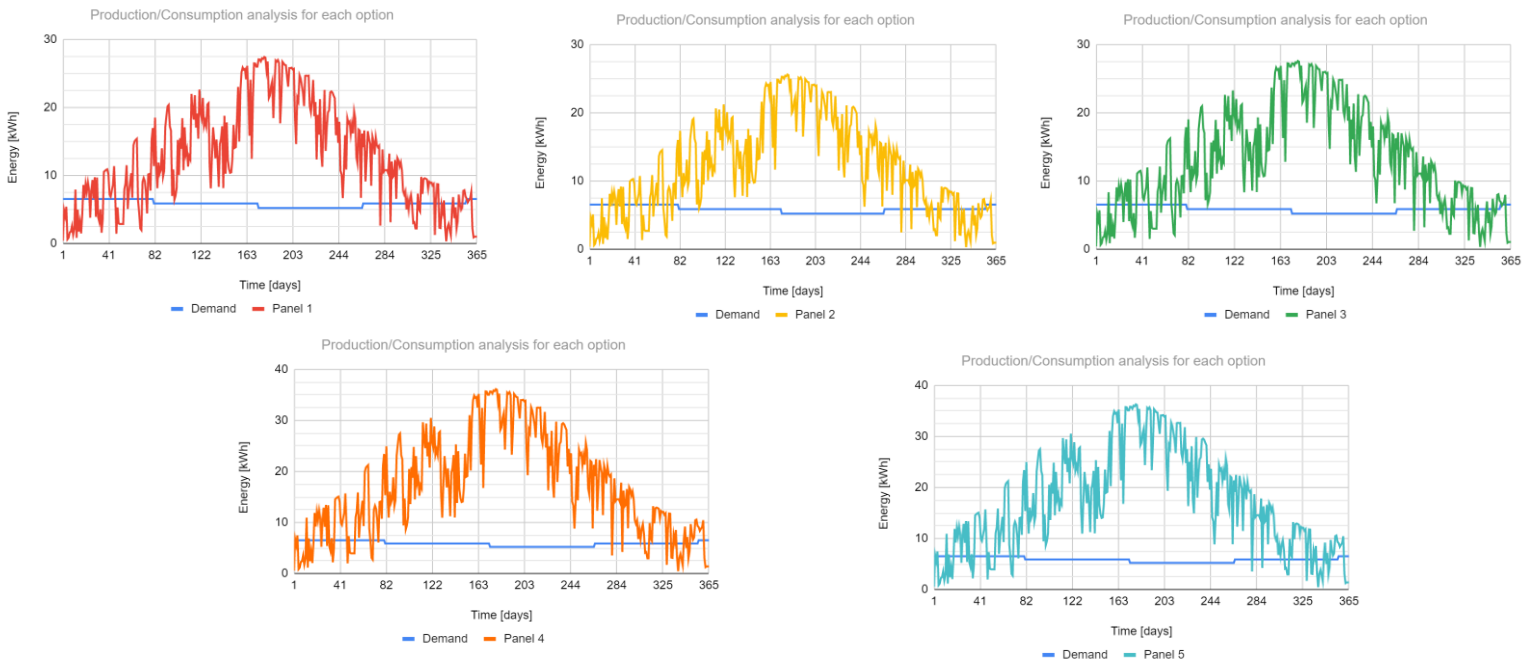 Production/Consumption analysis for each option
30
20
10
0
Energy [kWh]
1 41 82 122 163 203 244 284 325 365
Time [days]
Demand Panel 1
Production/Consumption analysis for each option
30
20
10
0
Energy [kWh]
1 41 82 122 163 203 244 284 325 365
Time [days]
Demand Panel 2
Production/Consumption analysis for each option
30
20
10
0
Energy [kWh]
1 41 82 122 163 203 244 284 325 365
Time [days]
Demand Panel 3
Production/Consumption analysis for each option
40
30
20
10
0
Energy [kWh]
1 41 82 122 163 203 244 284 325 365
Time [days]
Demand Panel 4
Production/Consumption analysis for each option
40
30
20
10
0
Energy [kWh]
1 41 82 122 163 203 244 284 325 365
Time [days]
Demand Panel 5